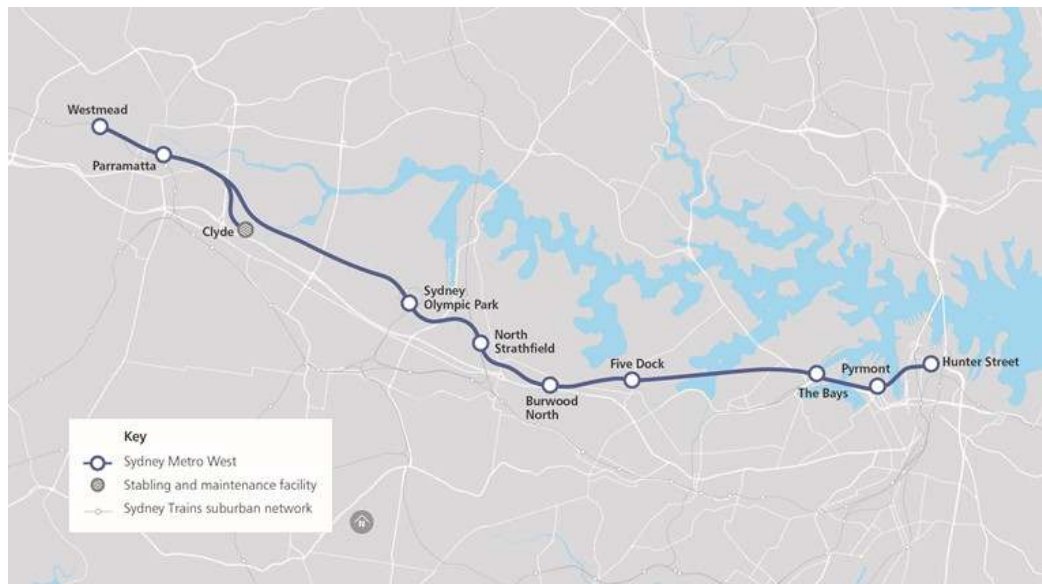 Westmead
Parramatta
Clyde
Sydney
Olympic Park
North
Strathfield
Five Dock
Burwood
North
Pyrmont
The Bays
Hunter Street
Key
Sydney Metro West
Stabling and maintenance facility
Sydney Trains suburban network
N